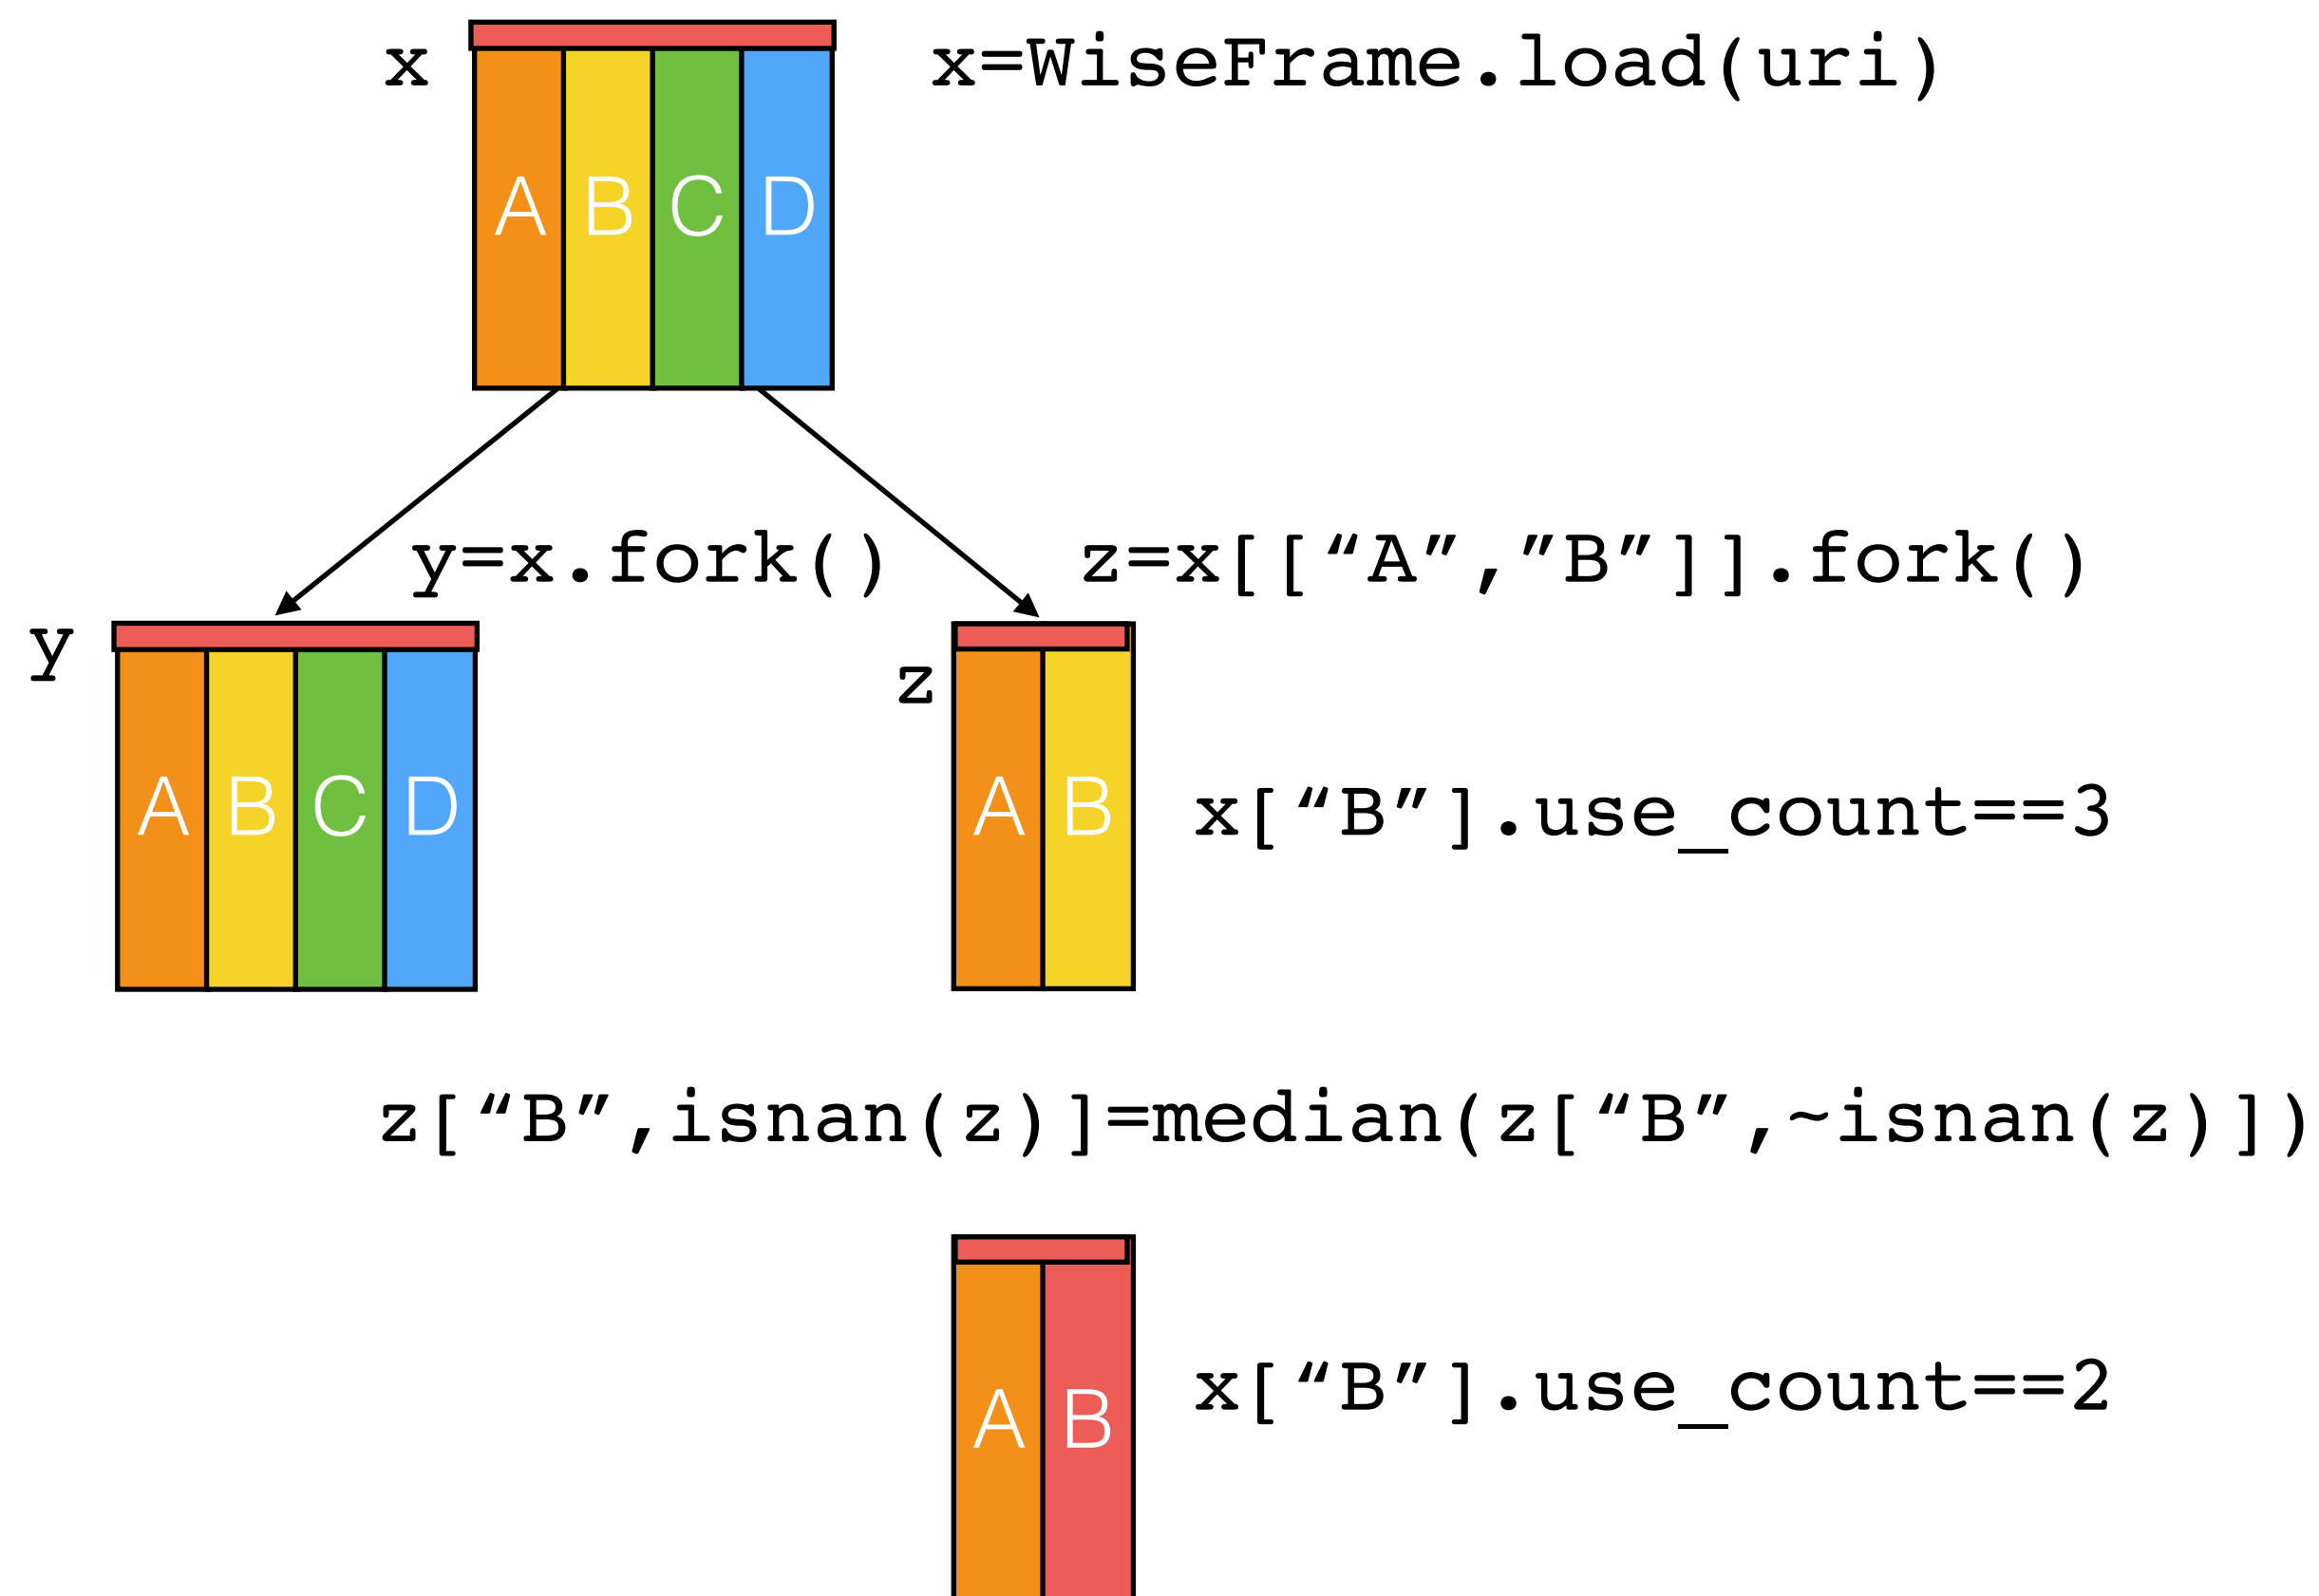 x
x=WiseFrame.load(uri)
A B C D
y=x.fork()
z=x[[“A”,”B”]].fork()
y
z
A B C D
A B
x[“B”].use_count==3
z[“B”,isnan(z)]=median(z[“B”,~isnan(z)])
A B
x[“B”].use_count==2